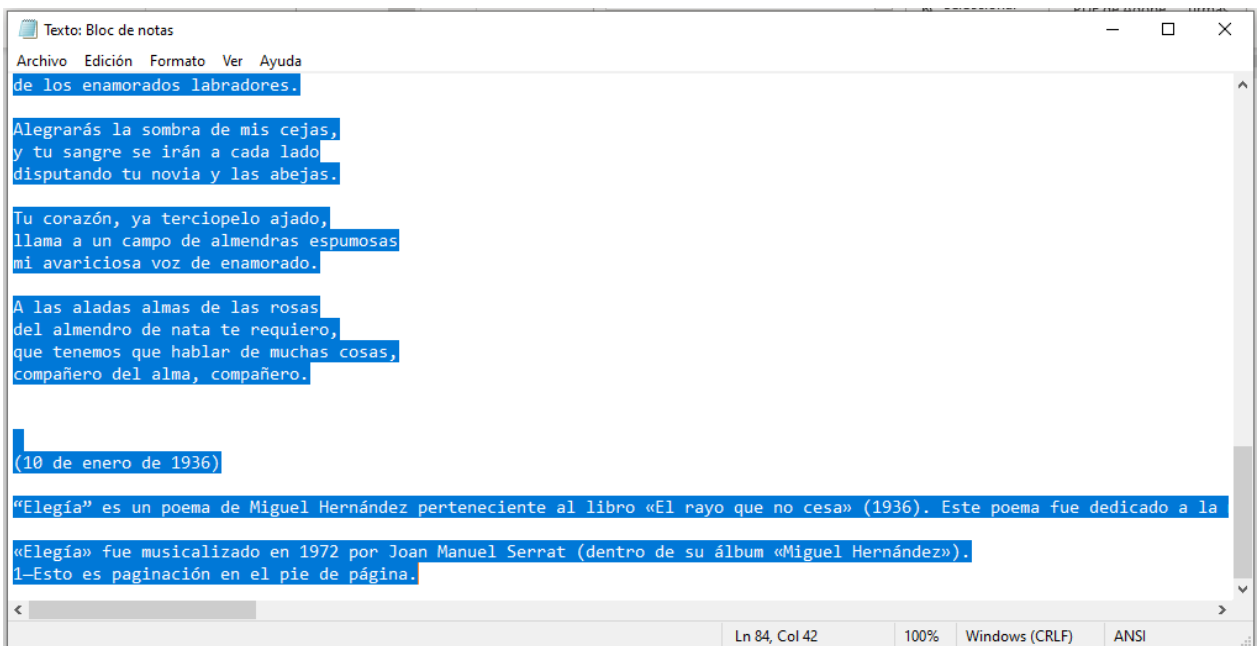 Texto: Bloc de notas
Archivo Edición Formato Ver Ayuda
de los enamorados labradores.
Alegrarás la sombra de mis cejas,
y tu sangre se irán a cada lado
disputando tu novia y las abejas.
Tu corazón, ya terciopelo ajado,
llama a un campo de almendras espumosas
mi avariciosa voz de enamorado.
A las aladas almas de las rosas
del almendro de nata te requiero,
que tenemos que hablar de muchas cosas,
compañero del alma, compañero.
(10 de enero de 1936)
“Elegía” es un poema de Miguel Hernández perteneciente al libro «El rayo que no cesa» (1936). Este poema fue dedicado a la
«Elegía» fue musicalizado en 1972 por Joan Manuel Serrat (dentro de su álbum «Miguel Hernández»).
1—Esto es paginación en el pie de página.
Ln 84, Col 42 100% Windows (CRLF) ANSI